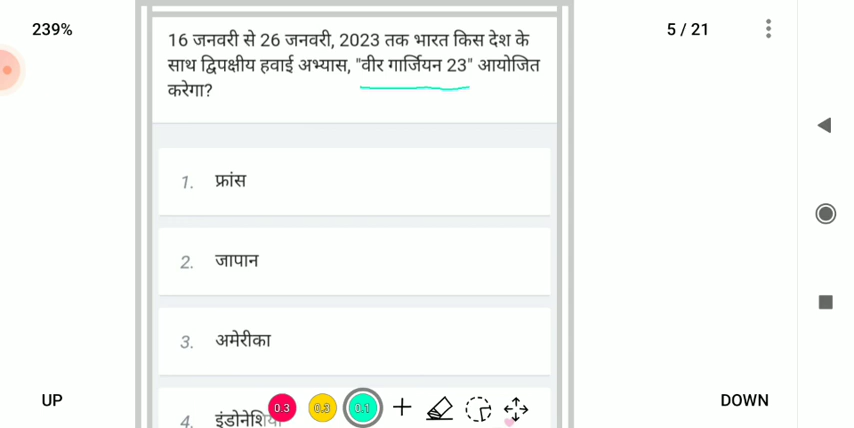 239%
5 / 21
16 जनवरी से 26 जनवरी, 2023 तक भारत किस देश के
साथ द्विपक्षीय हवाई अभ्यास, "वीर गार्जियन 23" आयोजित
करेगा?
1. फ्रांस
2. जापान
3. अमेरीका
4. इंडोनेशिया
0.3 0.3 0.1
UP
DOWN